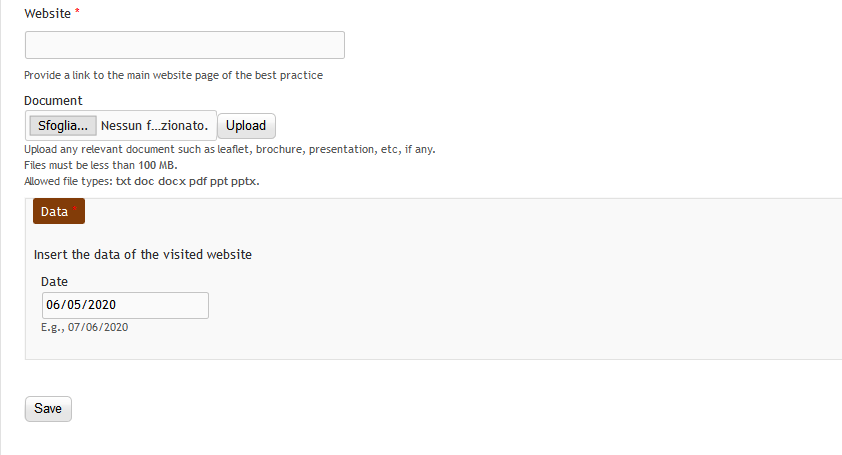 Website *
Provide a link to the main website page of the best practice
Document
Sfoglia... Nessun f...zionato. Upload
Upload any relevant document such as leaflet, brochure, presentation, etc, if any.
Files must be less than 100 MB.
Allowed file types: txt doc docx pdf ppt pptx.
Data *
Insert the data of the visited website
Date
06/05/2020
E.g., 07/06/2020
Save